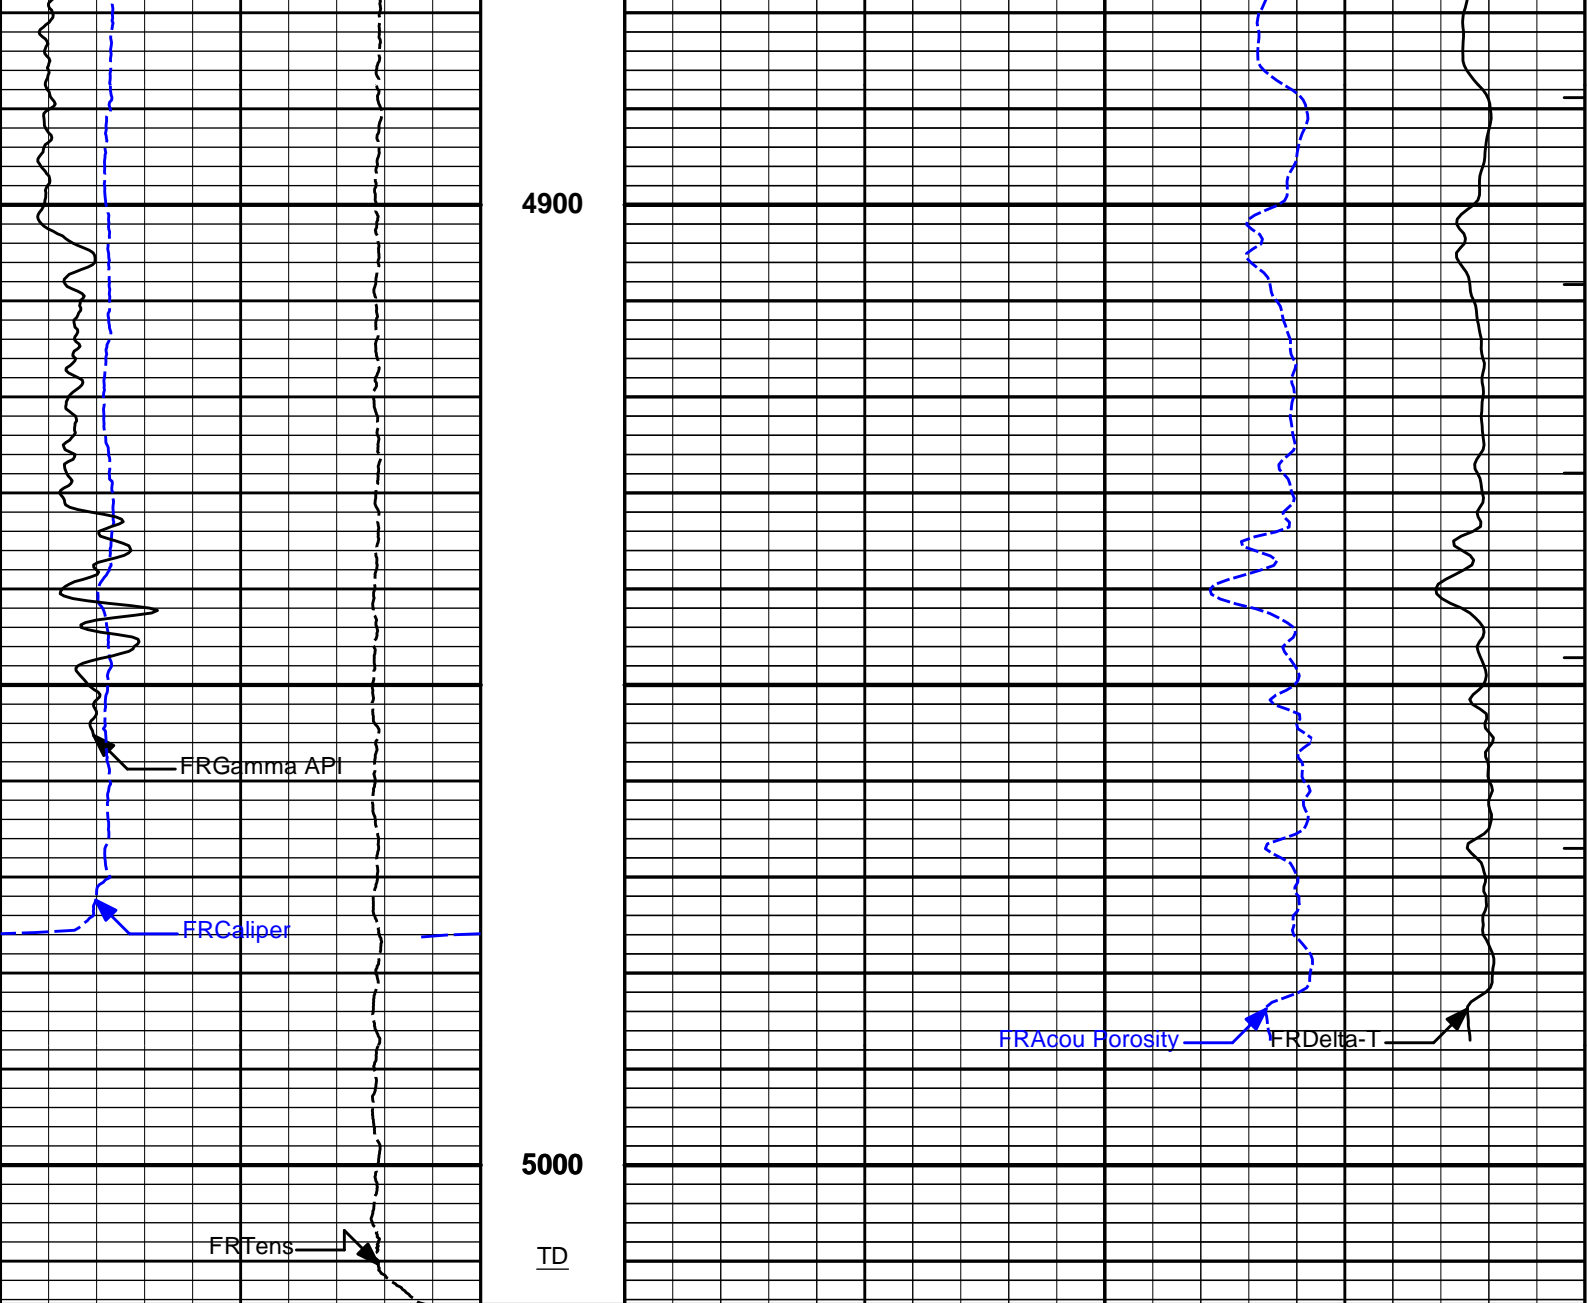 4900
FRGamma API
FRCaliper
FRAcou Porosity
FRDelta-T
5000
FRTens
TD